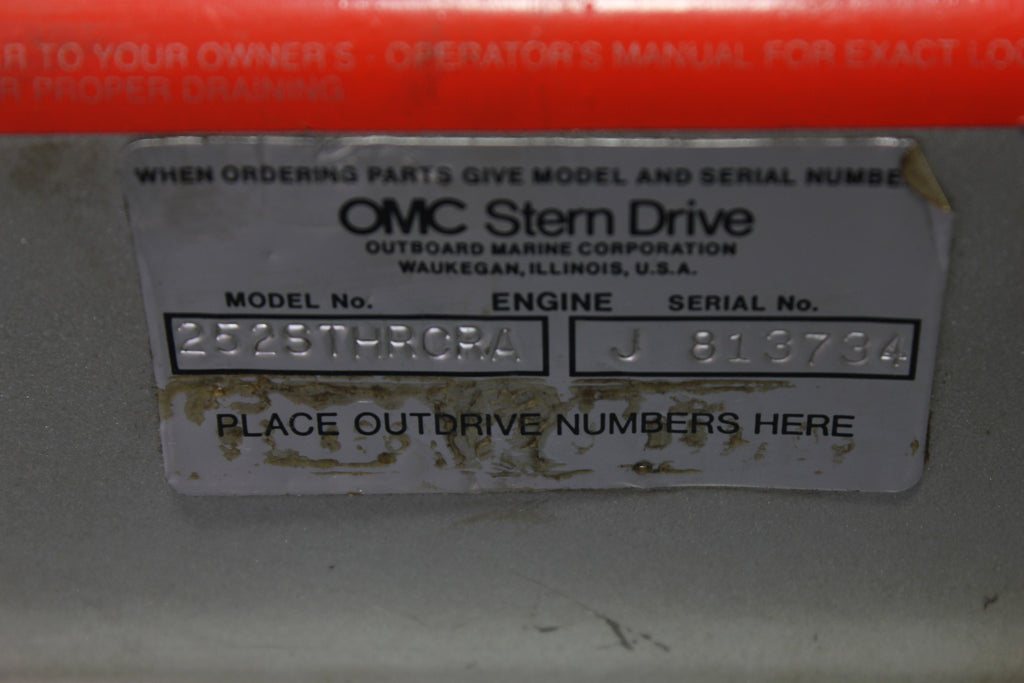 R TO YOUR OWNER'S - OPERATOR'S MANUAL FOR EXACT LOC
R PROPER DRAINING
WHEN ORDERING PARTS GIVE MODEL AND SERIAL NUMBE
OMC Stern Drive
OUTBOARD MARINE CORPORATION
WAUKEGAN, ILLINOIS, U.S.A.
MODEL No. ENGINE SERIAL No.
252STHRCRA J 813734
PLACE OUTDRIVE NUMBERS HERE